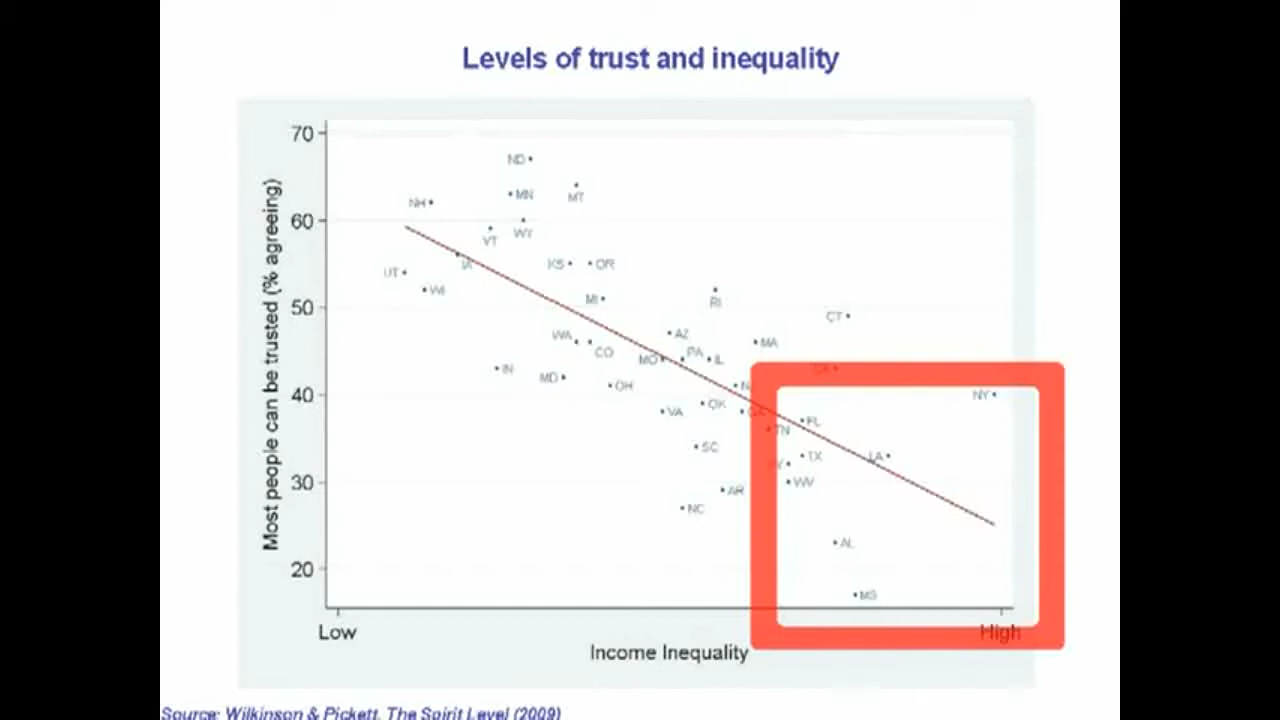 Levels of trust and inequality
70
ND
MN
MT
NH
60
VT
WY
IA
KS
OR
UT
WI
MI
50
RI
CT
WA
AZ
MA
CO
MO
PA
IL
IN
MD
OH
40
NY
VA
OK
FL
TN
SC
TX
LA
30
WV
AR
NC
AL
20
MS
Most people can be trusted (% agreeing)
Low
High
Income Inequality
Source: Wilkinson & Pickett, The Spirit Level (2009)